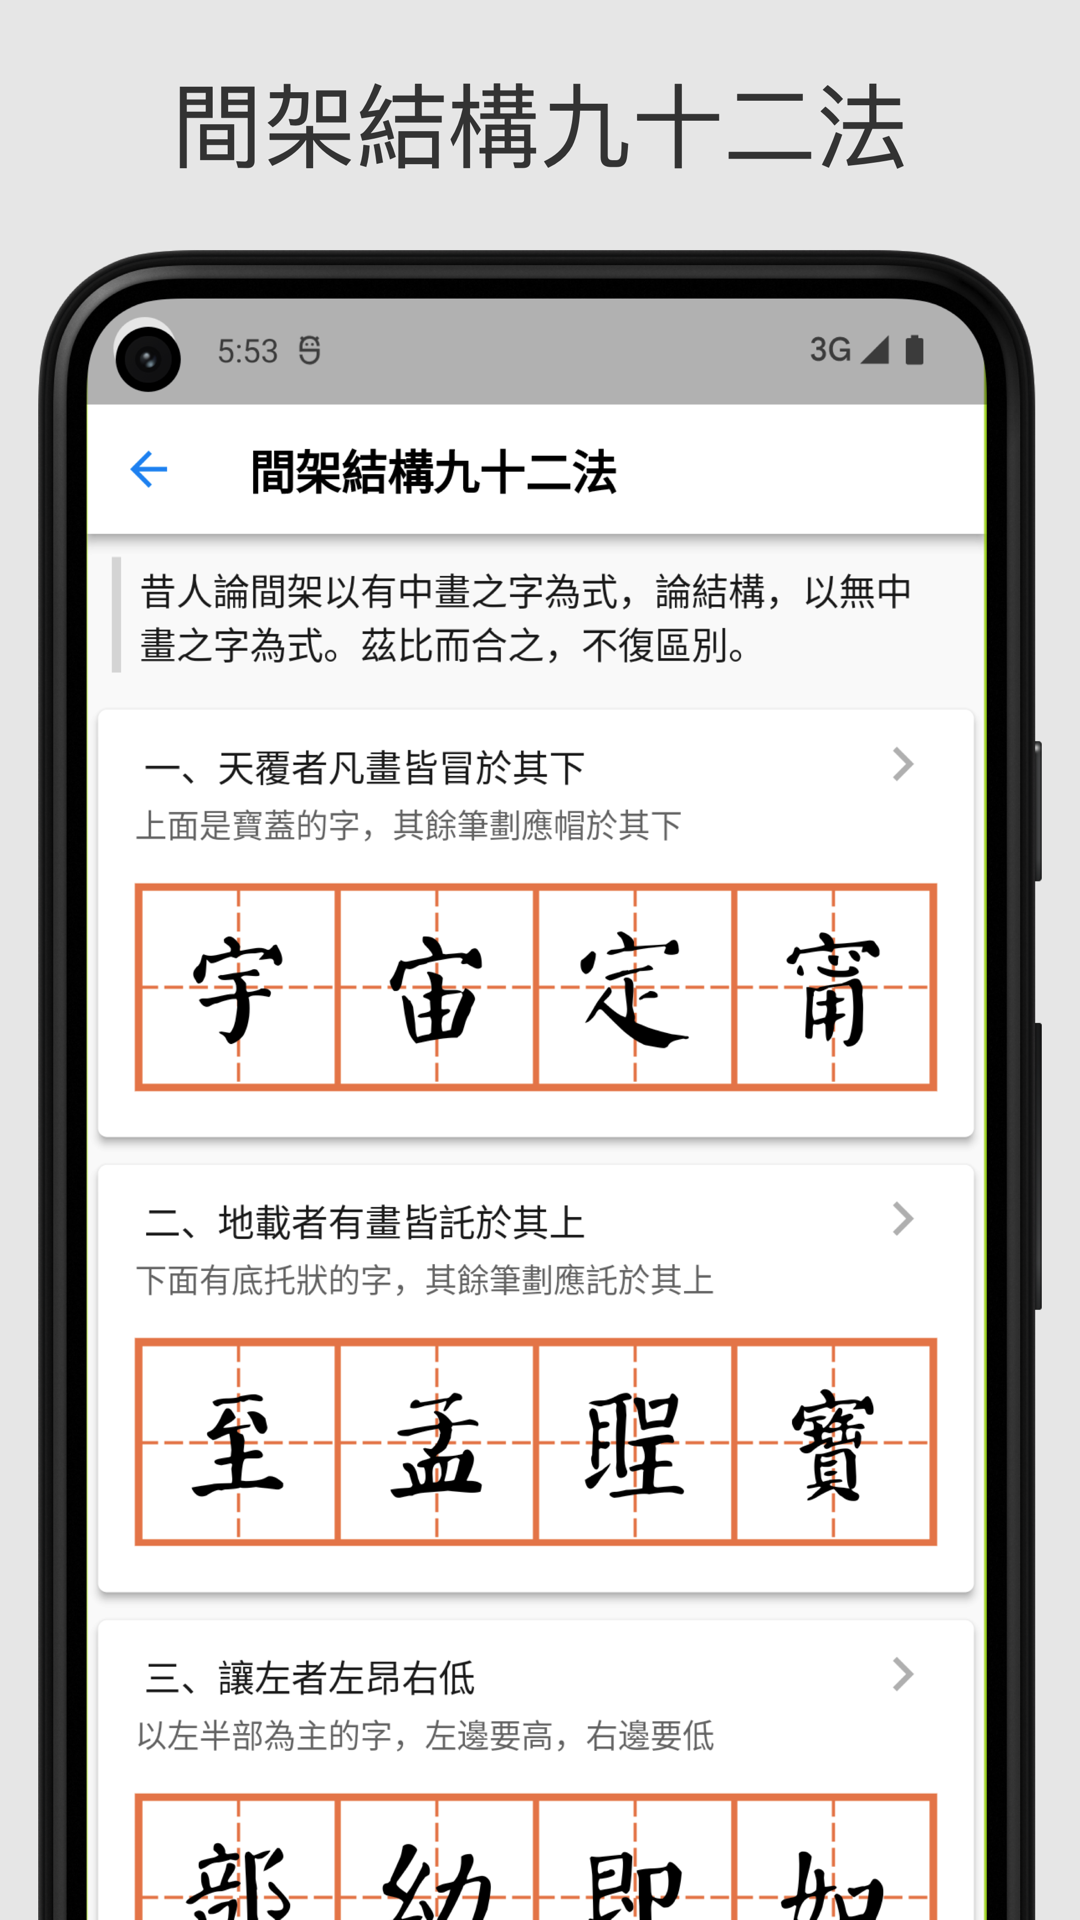 間架結構九十二法
5:53
3G
間架結構九十二法
昔人論間架以有中畫之字為式，論結構，以無中
畫之字為式。茲比而合之，不復區別。
一、天覆者凡畫皆冒於其下
上面是寶蓋的字，其餘筆劃應帽於其下
宇 宙 定 甯
二、地載者有畫皆託於其上
下面有底托狀的字，其餘筆劃應託於其上
至 孟 聖 寶
三、讓左者左昂右低
以左半部為主的字，左邊要高，右邊要低
部 幼 即 如